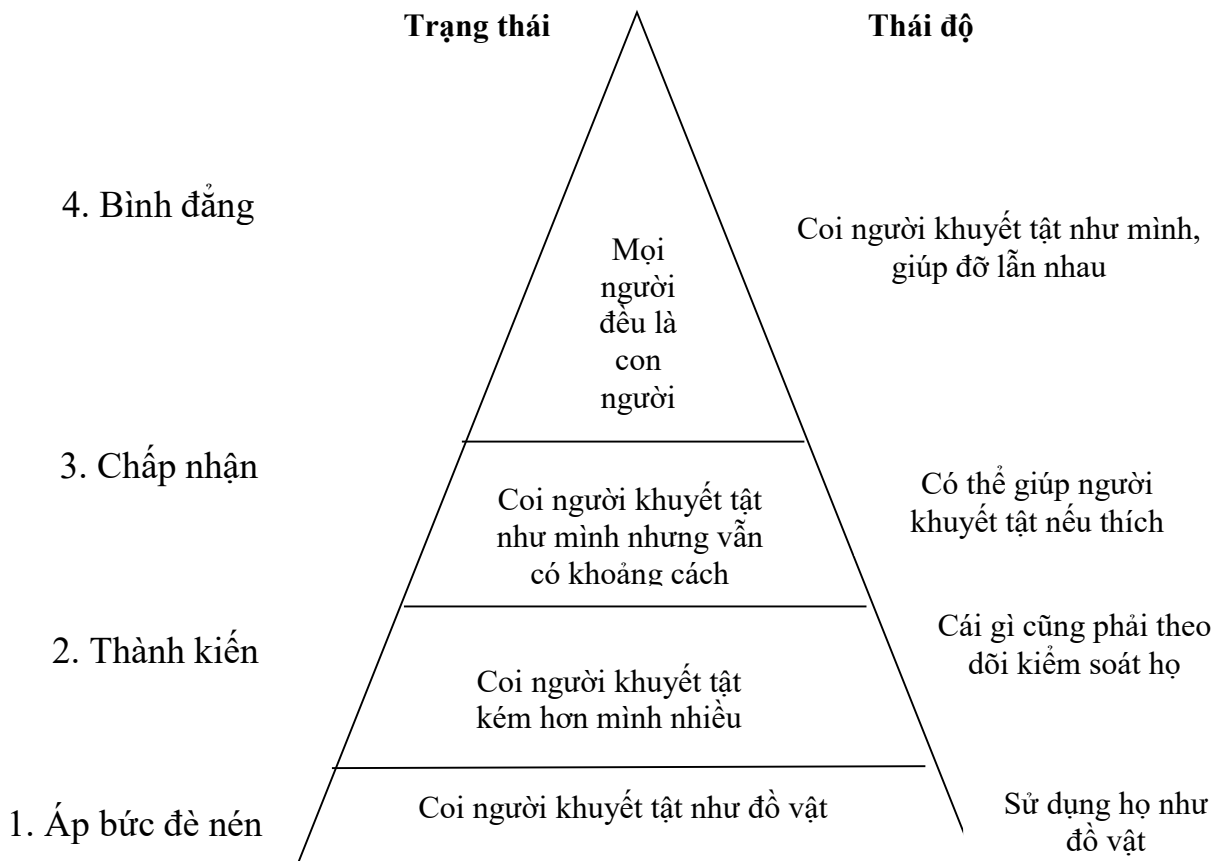 Trạng thái
Thái độ
4. Bình đẳng
Mọi
người
đều là
con
người
Coi người khuyết tật như mình,
giúp đỡ lẫn nhau
3. Chấp nhận
Coi người khuyết tật
như mình nhưng vẫn
có khoảng cách
Có thể giúp người
khuyết tật nếu thích
2. Thành kiến
Coi người khuyết tật
kém hơn mình nhiều
Cái gì cũng phải theo
dõi kiểm soát họ
1. Áp bức đè nén
Coi người khuyết tật như đồ vật
Sử dụng họ như
đồ vật